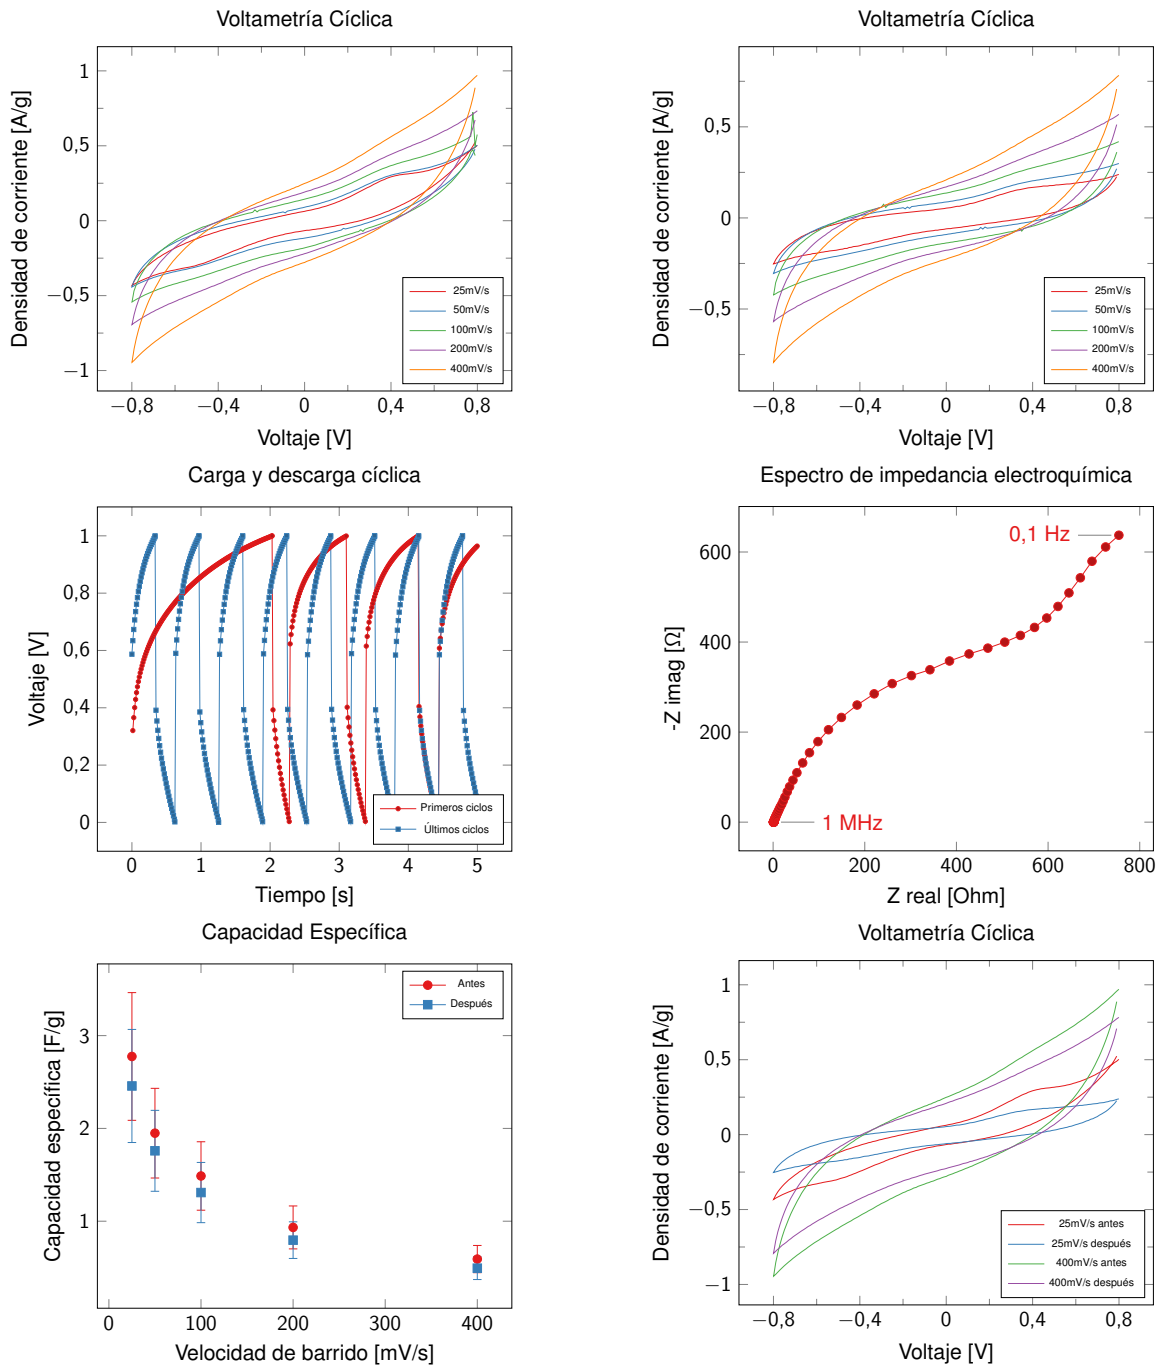 Voltametría Cíclica
Densidad de corriente [A/g]
1
0,5
0
−0,5
−1
−0,8 −0,4 0 0,4 0,8
Voltaje [V]
25mV/s
50mV/s
100mV/s
200mV/s
400mV/s
Voltametría Cíclica
Densidad de corriente [A/g]
0,5
0
−0,5
−0,8 −0,4 0 0,4 0,8
Voltaje [V]
25mV/s
50mV/s
100mV/s
200mV/s
400mV/s
Carga y descarga cíclica
Voltaje [V]
1
0,8
0,6
0,4
0,2
0
0 1 2 3 4 5
Tiempo [s]
Primeros ciclos
Últimos ciclos
Espectro de impedancia electroquímica
-Z imag [Ω]
600
400
200
0
0 200 400 600 800
Z real [Ohm]
0,1 Hz
1 MHz
Capacidad Específica
Capacidad específica [F/g]
3
2
1
0 100 200 300 400
Velocidad de barrido [mV/s]
Antes
Después
Voltametría Cíclica
Densidad de corriente [A/g]
1
0,5
0
−0,5
−1
−0,8 −0,4 0 0,4 0,8
Voltaje [V]
25mV/s antes
25mV/s después
400mV/s antes
400mV/s después